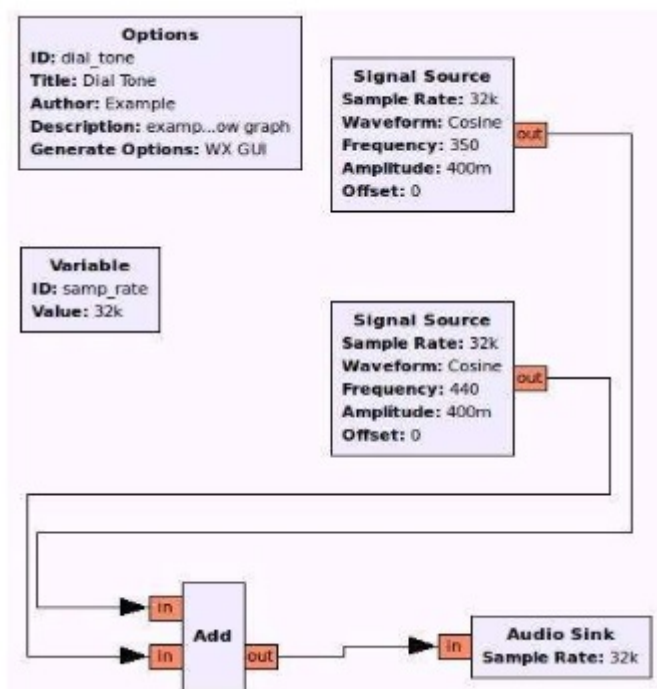 Options
ID: dial_tone
Title: Dial Tone
Author: Example
Description: examp...ow graph
Generate Options: WX GUI
Signal Source
Sample Rate: 32k
Waveform: Cosine
Frequency: 350
Amplitude: 400m
Offset: 0
out
Variable
ID: samp_rate
Value: 32k
Signal Source
Sample Rate: 32k
Waveform: Cosine
Frequency: 440
Amplitude: 400m
Offset: 0
out
in
in
Add
out
in
Audio Sink
Sample Rate: 32k